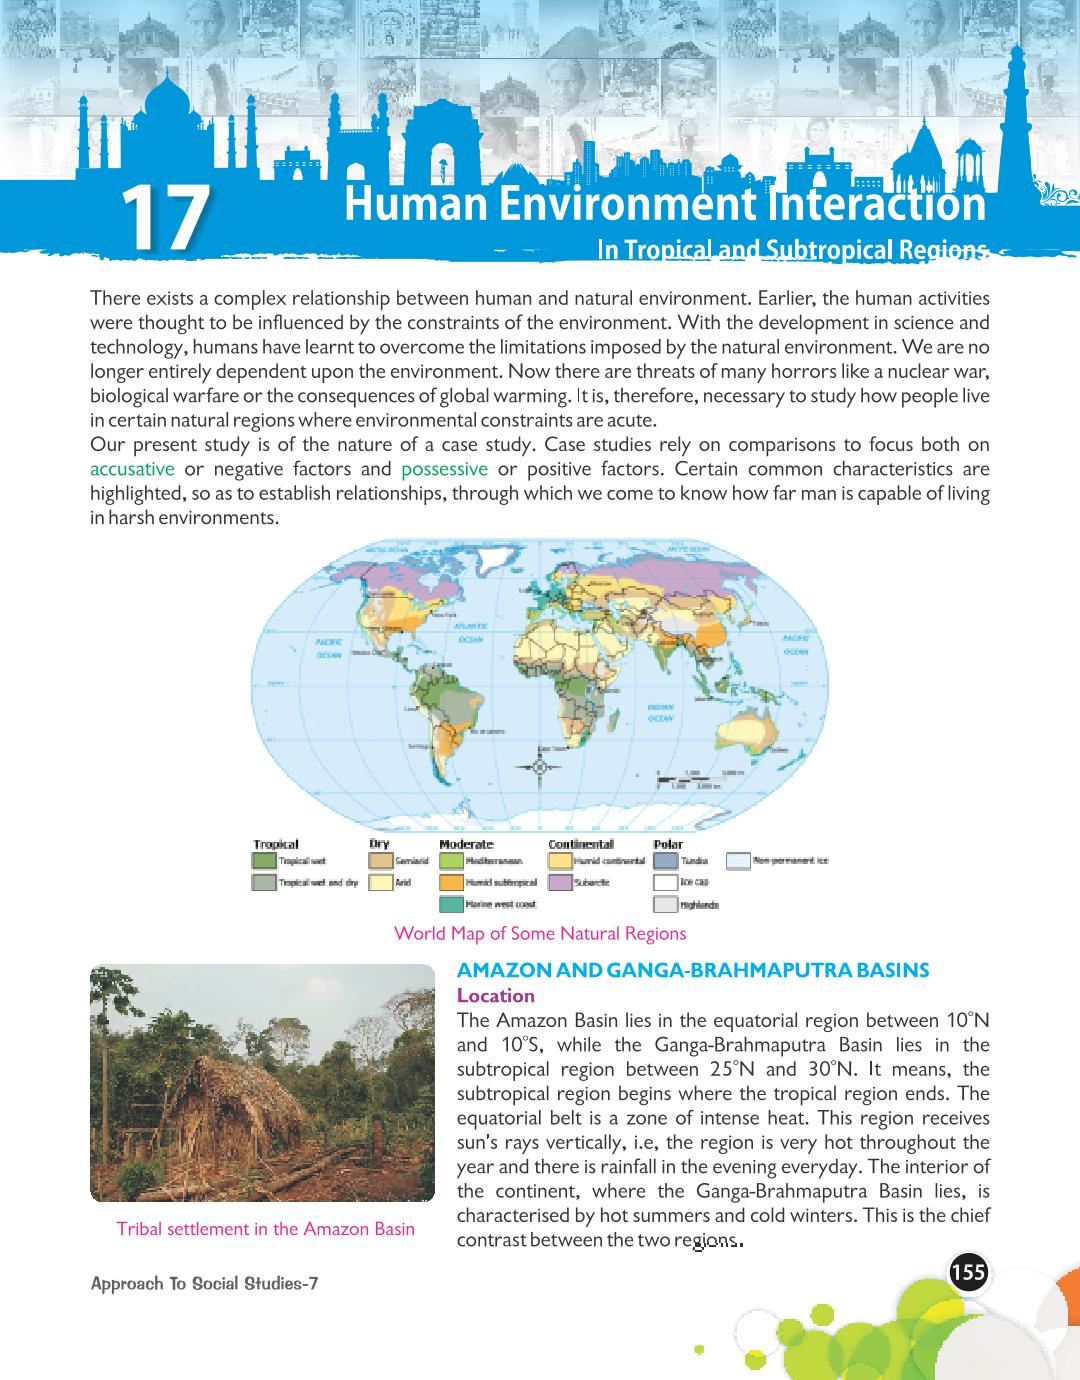 17
Human Environment Interaction
In Tropical and Subtropical Regions
There exists a complex relationship between human and natural environment. Earlier, the human activities
were thought to be influenced by the constraints of the environment. With the development in science and
technology, humans have learnt to overcome the limitations imposed by the natural environment. We are no
longer entirely dependent upon the environment. Now there are threats of many horrors like a nuclear war,
biological warfare or the consequences of global warming. It is, therefore, necessary to study how people live
in certain natural regions where environmental constraints are acute.
Our present study is of the nature of a case study. Case studies rely on comparisons to focus both on
accusative or negative factors and possessive or positive factors. Certain common characteristics are
highlighted, so as to establish relationships, through which we come to know how far man is capable of living
in harsh environments.
ARCTIC OCEAN
ARCTIC OCEAN
Moscow
New York
ATLANTIC
OCEAN
PACIFIC
OCEAN
PACIFIC
OCEAN
Mexico City
Caracas
Lima
INDIAN
OCEAN
Rio de Janeiro
Santiago
Cape Town
Sydney
Tropical
Dry
Moderate
Continental
Polar
Tropical wet
Semiarid
Mediterranean
Humid continental
Tundra
Non-permanent ice
Tropical wet and dry
Arid
Humid subtropical
Subarctic
Ice cap
Marine west coast
Highlands
World Map of Some Natural Regions
AMAZON AND GANGA-BRAHMAPUTRA BASINS
Location
The Amazon Basin lies in the equatorial region between 10°N
and 10°S, while the Ganga-Brahmaputra Basin lies in the
subtropical region between 25°N and 30°N. It means, the
subtropical region begins where the tropical region ends. The
equatorial belt is a zone of intense heat. This region receives
sun's rays vertically, i.e, the region is very hot throughout the
year and there is rainfall in the evening everyday. The interior of
the continent, where the Ganga-Brahmaputra Basin lies, is
characterised by hot summers and cold winters. This is the chief
contrast between the two regions.
Tribal settlement in the Amazon Basin
Approach To Social Studies-7
155